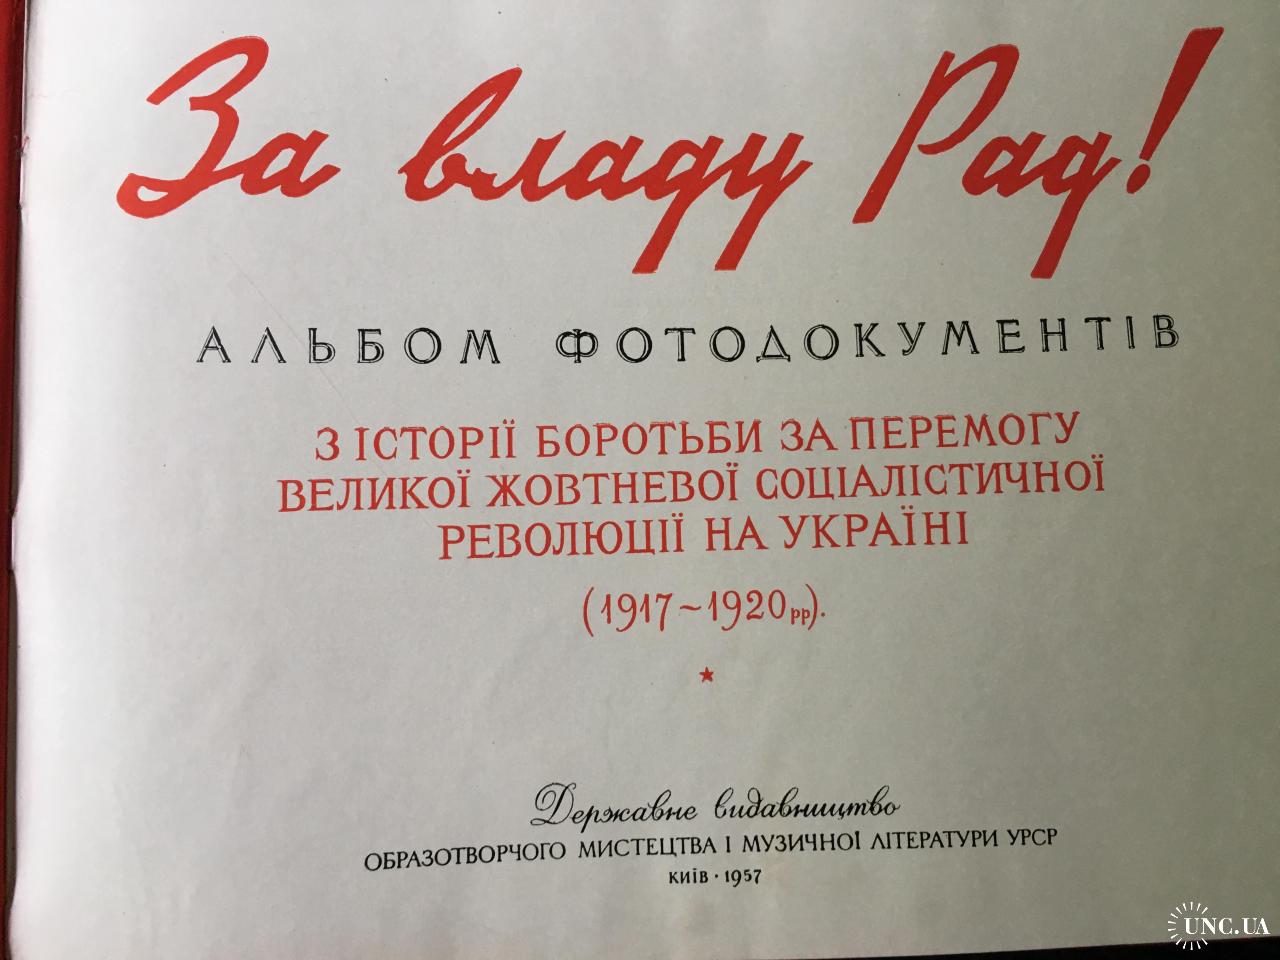 За владу Рад!
АЛЬБОМ ФОТОДОКУМЕНТІВ
З ІСТОРІЇ БОРОТЬБИ ЗА ПЕРЕМОГУ
ВЕЛИКОЇ ЖОВТНЕВОЇ СОЦІАЛІСТИЧНОЇ
РЕВОЛЮЦІЇ НА УКРАЇНІ
(1917~1920рр).
Державне видавництво
ОБРАЗОТВОРЧОГО МИСТЕЦТВА І МУЗИЧНОЇ ЛІТЕРАТУРИ УРСР
КИЇВ · 1957
UNC.UA